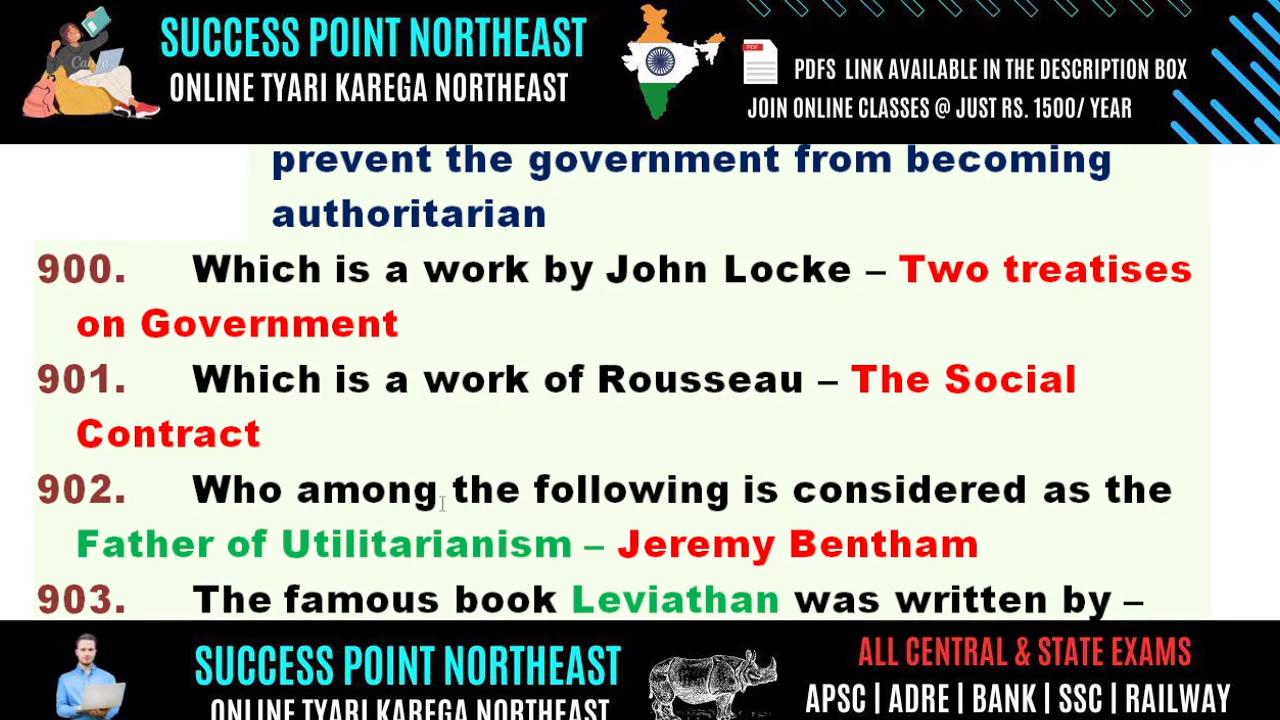 SUCCESS POINT NORTHEAST
ONLINE TYARI KAREGA NORTHEAST
Canva
PDF
PDFS LINK AVAILABLE IN THE DESCRIPTION BOX
JOIN ONLINE CLASSES @ JUST RS. 1500/ YEAR
prevent the government from becoming
authoritarian
900. Which is a work by John Locke – Two treatises
on Government
901. Which is a work of Rousseau – The Social
Contract
902. Who among the following is considered as the
Father of Utilitarianism – Jeremy Bentham
903. The famous book Leviathan was written by –
SUCCESS POINT NORTHEAST
ONLINE TYARI KAREGA NORTHEAST
ALL CENTRAL & STATE EXAMS
APSC | ADRE | BANK | SSC | RAILWAY